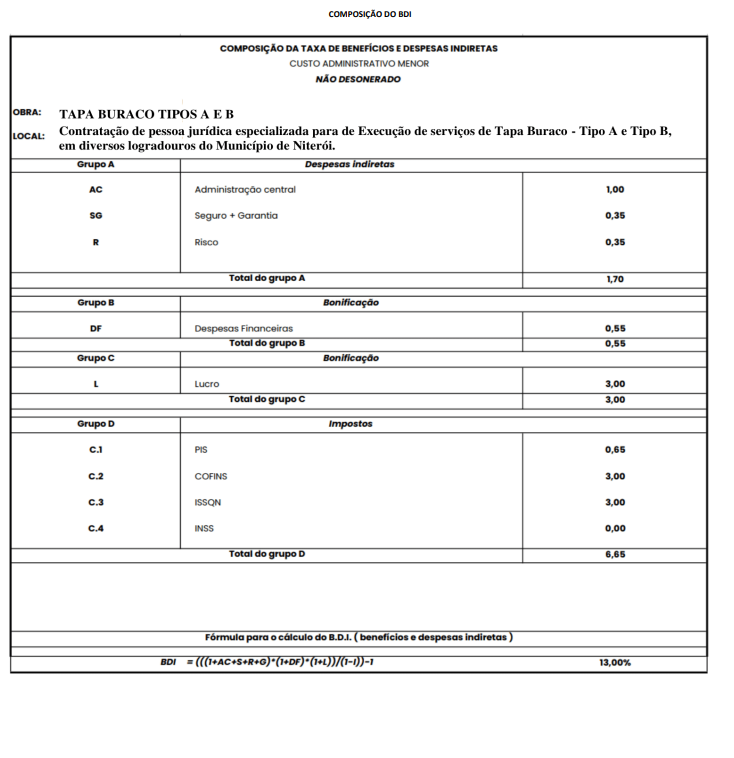 COMPOSIÇÃO DO BDI
COMPOSIÇÃO DA TAXA DE BENEFÍCIOS E DESPESAS INDIRETAS
CUSTO ADMINISTRATIVO MENOR
NÃO DESONERADO
OBRA: TAPA BURACO TIPOS A E B
LOCAL: Contratação de pessoa jurídica especializada para de Execução de serviços de Tapa Buraco - Tipo A e Tipo B,
em diversos logradouros do Município de Niterói.
Grupo A Despesas indiretas
AC Administração central 1,00
SG Seguro + Garantia 0,35
R Risco 0,35
Total do grupo A 1,70
Grupo B Bonificação
DF Despesas Financeiras 0,55
Total do grupo B 0,55
Grupo C Bonificação
L Lucro 3,00
Total do grupo C 3,00
Grupo D Impostos
C.1 PIS 0,65
C.2 COFINS 3,00
C.3 ISSQN 3,00
C.4 INSS 0,00
Total do grupo D 6,65
Fórmula para o cálculo do B.D.I. ( benefícios e despesas indiretas )
BDI = (((1+AC+S+R+G)*(1+DF)*(1+L))/(1-I))-1 13,00%